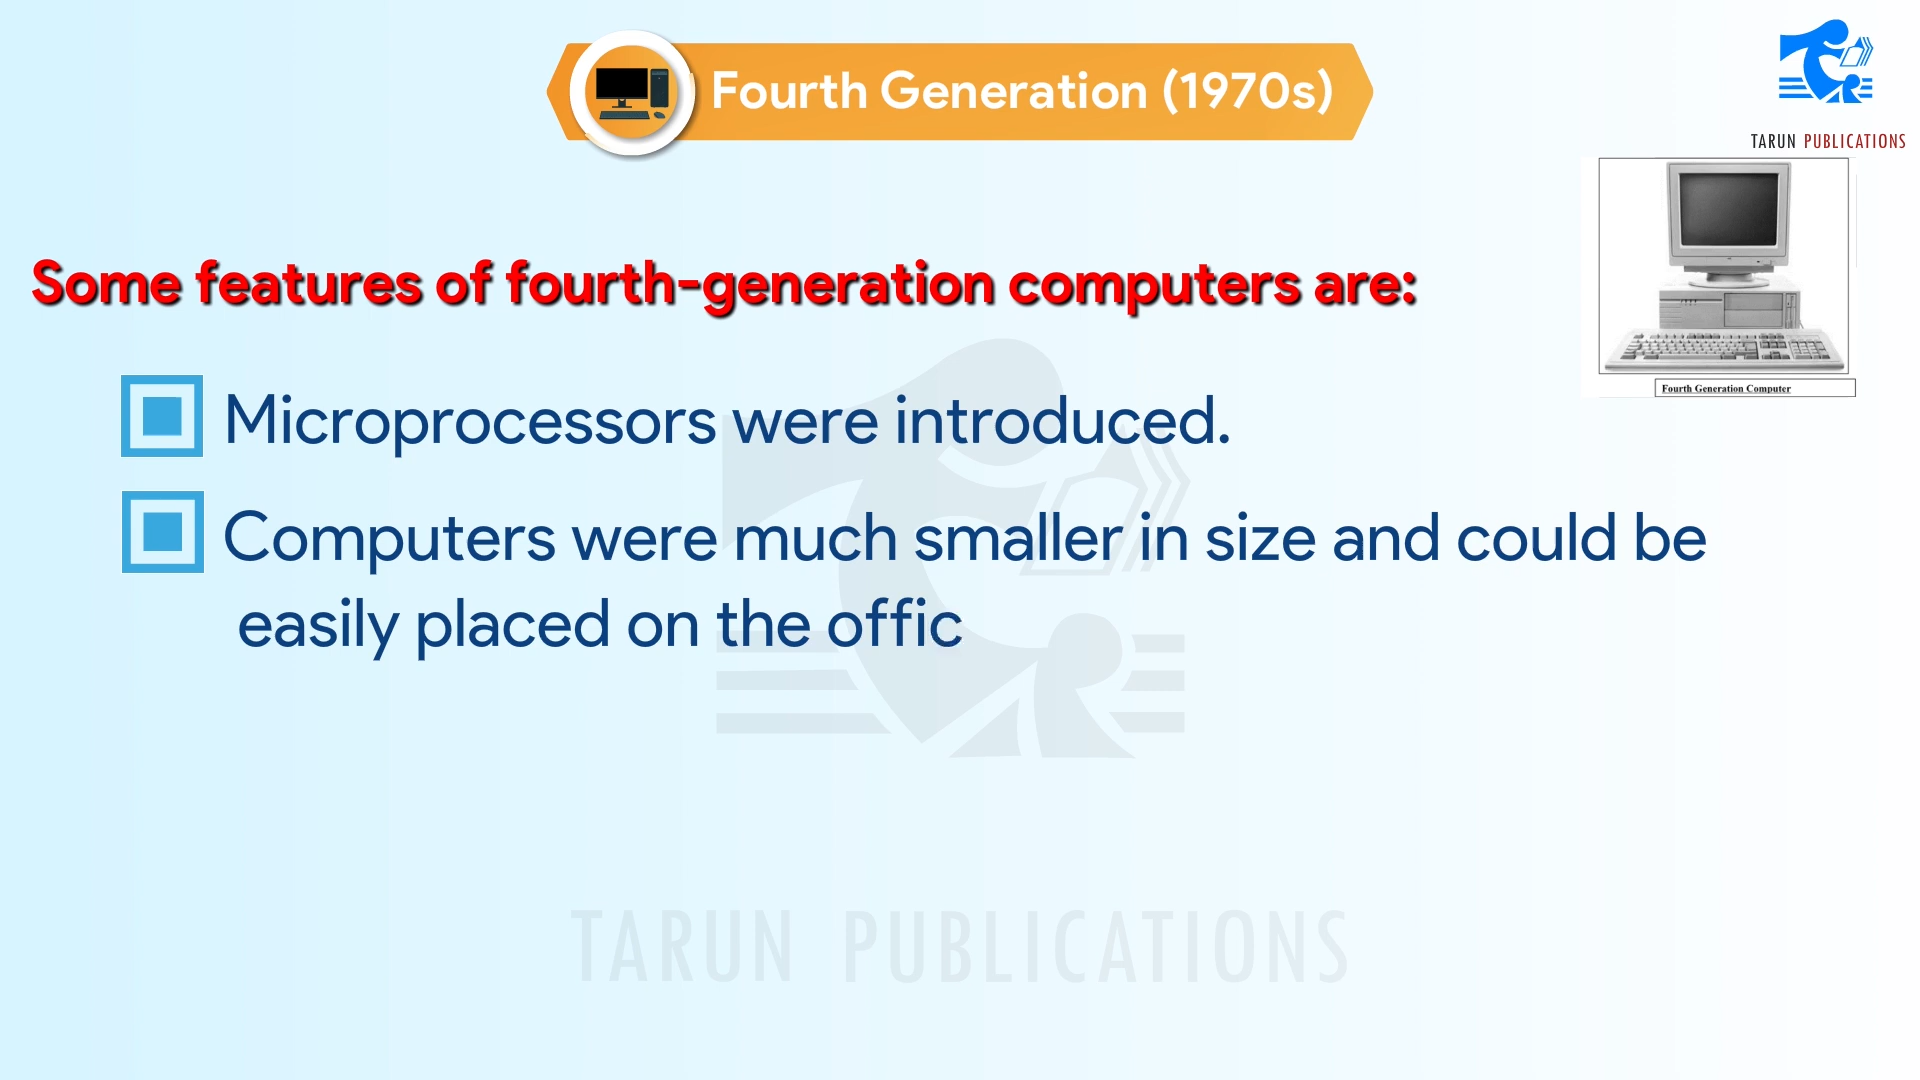 Fourth Generation (1970s)
TARUN PUBLICATIONS
Some features of fourth-generation computers are:
Fourth Generation Computer
Microprocessors were introduced.
Computers were much smaller in size and could be
easily placed on the offic
TARUN PUBLICATIONS